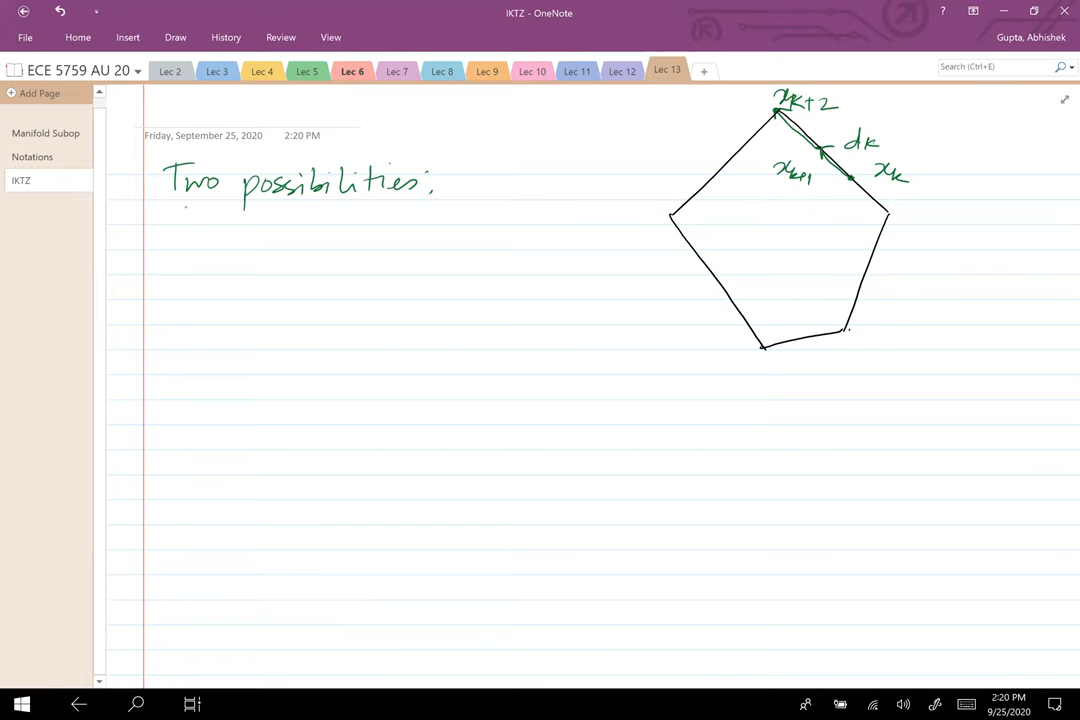 IKTZ - OneNote
File Home Insert Draw History Review View
Gupta, Abhishek
ECE 5759 AU 20
Lec 2 Lec 3 Lec 4 Lec 5 Lec 6 Lec 7 Lec 8 Lec 9 Lec 10 Lec 11 Lec 12 Lec 13
Search (Ctrl+E)
Add Page
Manifold Subop
Notations
IKTZ
Friday, September 25, 2020 2:20 PM
Two possibilities:
xk+2
dk
xk+1
xk
2:20 PM
9/25/2020